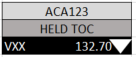 ACA123
HELD TOC
VXX 132.70